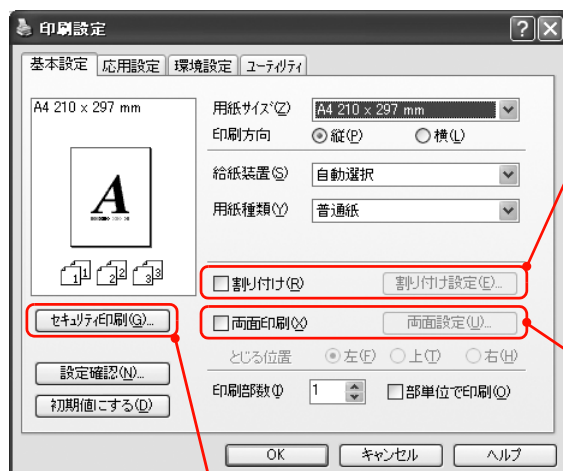 印刷設定
基本設定 応用設定 環境設定 ユーティリティ
A4 210 x 297 mm
用紙サイズ(Z) A4 210 x 297 mm
印刷方向 縦(P) 横(L)
給紙装置(S) 自動選択
用紙種類(Y) 普通紙
A
1 1 2 2 3 3
割り付け(R) 割り付け設定(E)...
セキュリティ印刷(G)... 両面印刷(X) 両面設定(U)...
とじる位置 左(F) 上(T) 右(H)
設定確認(N)...
印刷部数(I) 1 部単位で印刷(O)
初期値にする(D)
OK キャンセル ヘルプ